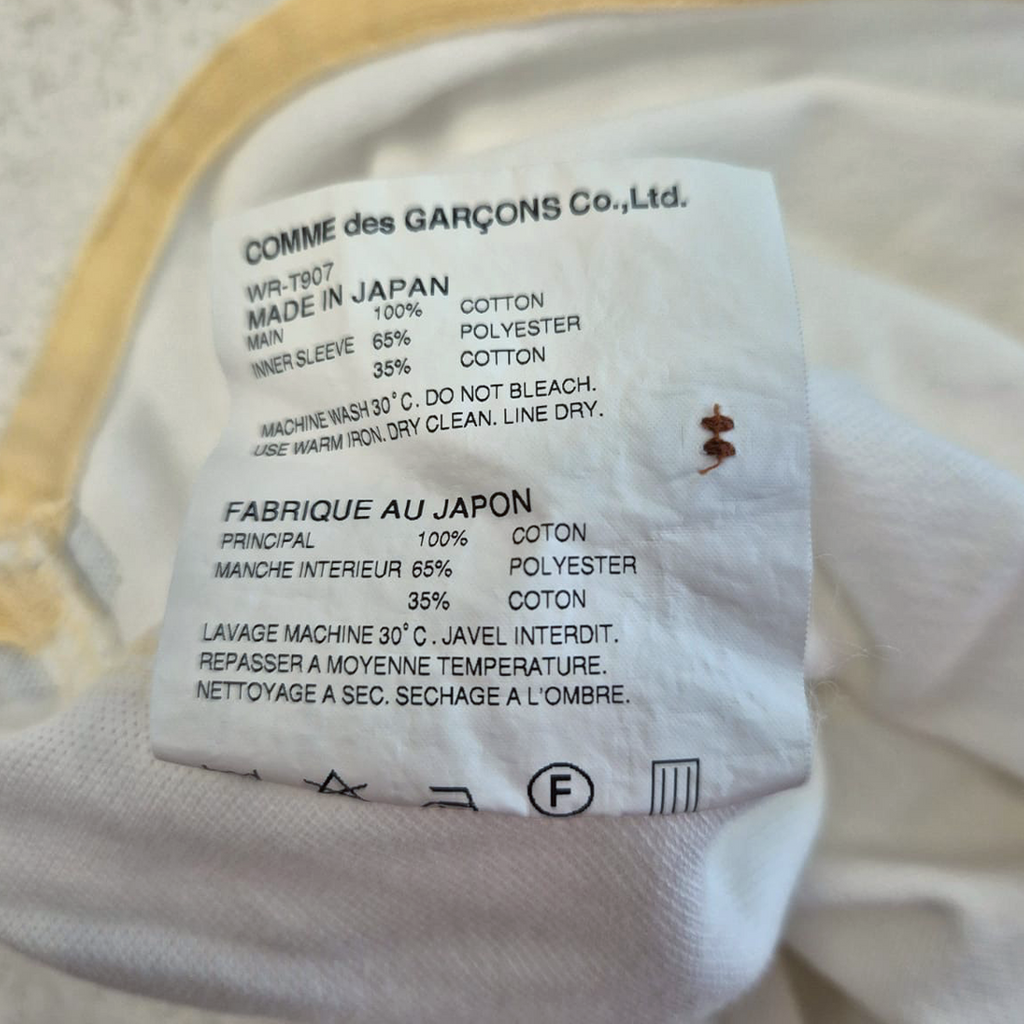 COMME des GARÇONS Co.,Ltd.
WR-T907
MADE IN JAPAN
MAIN 100% COTTON
INNER SLEEVE 65% POLYESTER
35% COTTON
MACHINE WASH 30°C. DO NOT BLEACH.
USE WARM IRON. DRY CLEAN. LINE DRY.
FABRIQUE AU JAPON
PRINCIPAL 100% COTON
MANCHE INTERIEUR 65% POLYESTER
35% COTON
LAVAGE MACHINE 30°C. JAVEL INTERDIT.
REPASSER A MOYENNE TEMPERATURE.
NETTOYAGE A SEC. SECHAGE A L'OMBRE.
F